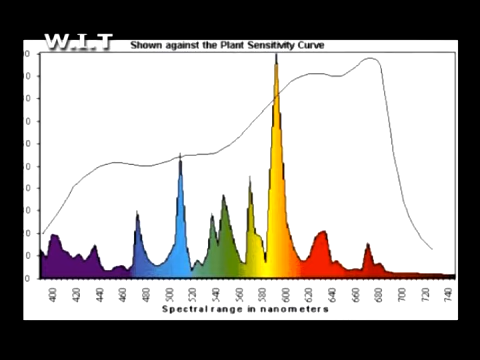 W.I.T
Shown against the Plant Sensitivity Curve
400 420 440 460 480 500 520 540 560 580 600 620 640 660 680 700 720 740
Spectral range in nanometers